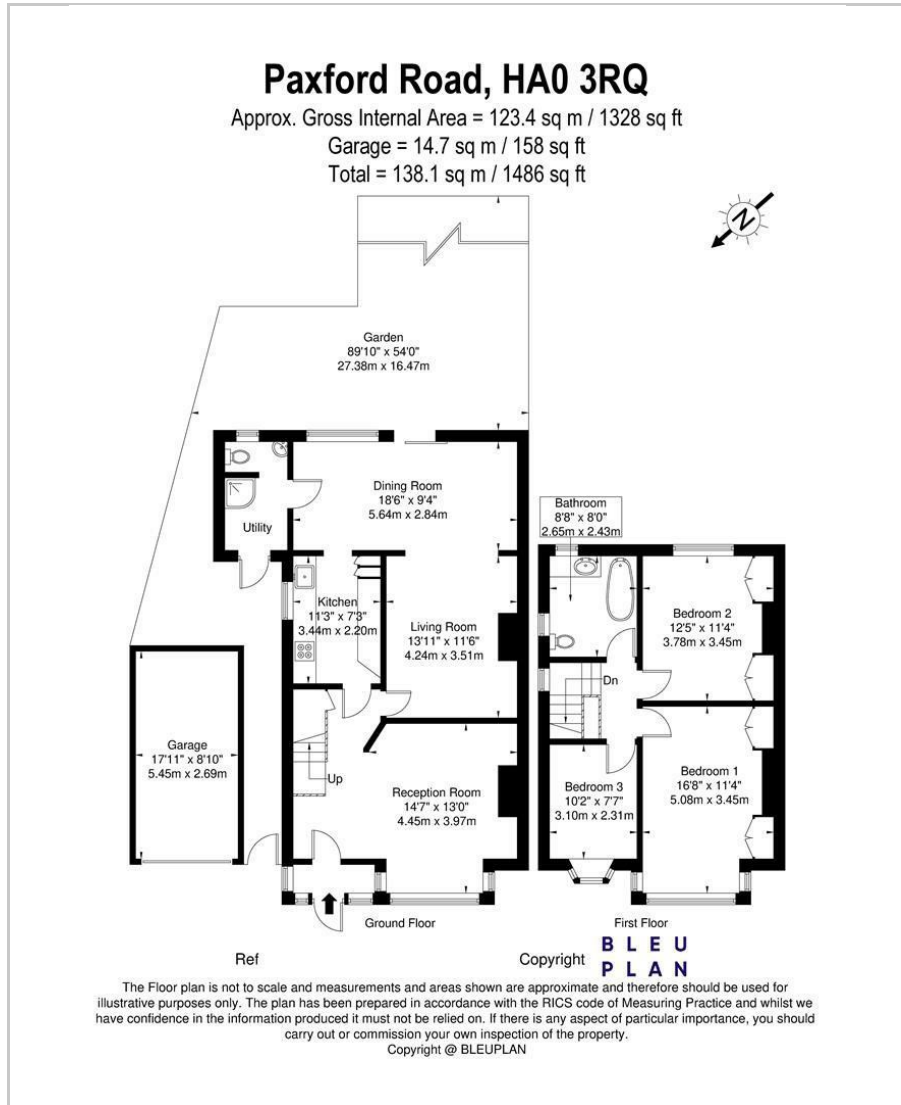 Paxford Road, HA0 3RQ
Approx. Gross Internal Area = 123.4 sq m / 1328 sq ft
Garage = 14.7 sq m / 158 sq ft
Total = 138.1 sq m / 1486 sq ft
N
Garden
89'10" x 54'0"
27.38m x 16.47m
Dining Room
18'6" x 9'4"
5.64m x 2.84m
Utility
Kitchen
11'3" x 7'3"
3.44m x 2.20m
Living Room
13'11" x 11'6"
4.24m x 3.51m
Garage
17'11" x 8'10"
5.45m x 2.69m
Up
Reception Room
14'7" x 13'0"
4.45m x 3.97m
Ground Floor
Bathroom
8'8" x 8'0"
2.65m x 2.43m
Bedroom 2
12'5" x 11'4"
3.78m x 3.45m
Dn
Bedroom 3
10'2" x 7'7"
3.10m x 2.31m
Bedroom 1
16'8" x 11'4"
5.08m x 3.45m
First Floor
Ref
Copyright
BLEU
PLAN
The Floor plan is not to scale and measurements and areas shown are approximate and therefore should be used for
illustrative purposes only. The plan has been prepared in accordance with the RICS code of Measuring Practice and whilst we
have confidence in the information produced it must not be relied on. If there is any aspect of particular importance, you should
carry out or commission your own inspection of the property.
Copyright @ BLEUPLAN